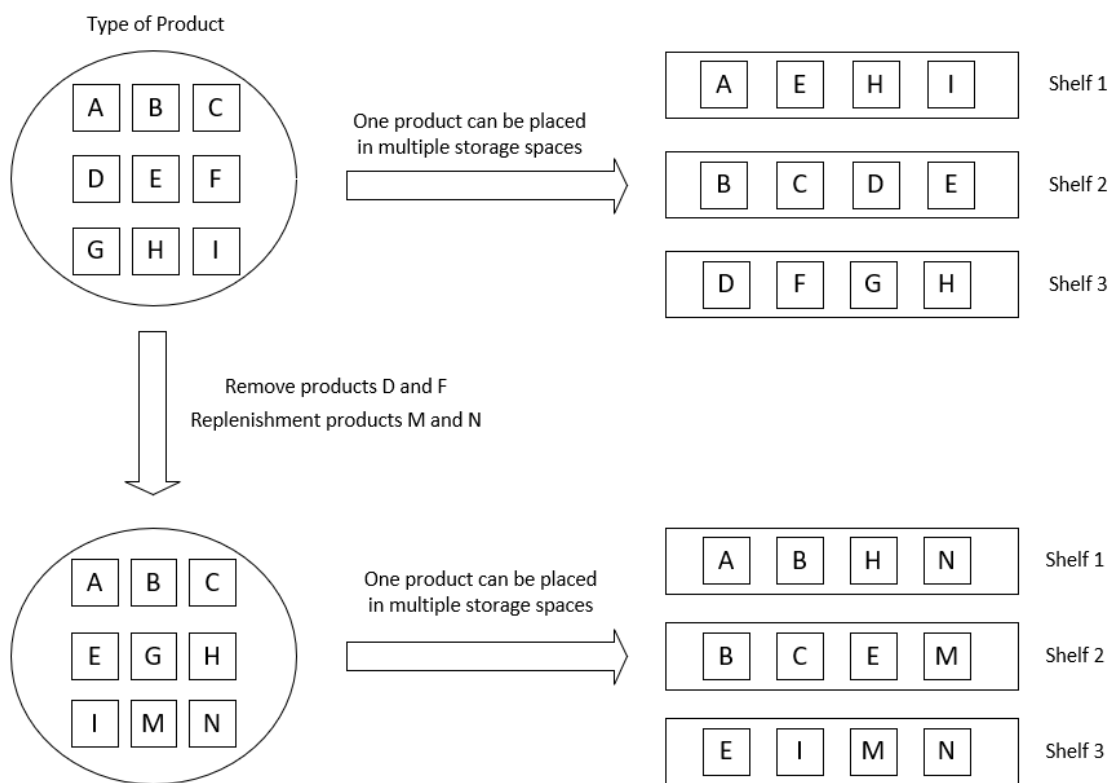 Type of Product
A B C
D E F
G H I
One product can be placed
in multiple storage spaces
A E H I Shelf 1
B C D E Shelf 2
D F G H Shelf 3
Remove products D and F
Replenishment products M and N
A B C
E G H
I M N
One product can be placed
in multiple storage spaces
A B H N Shelf 1
B C E M Shelf 2
E I M N Shelf 3